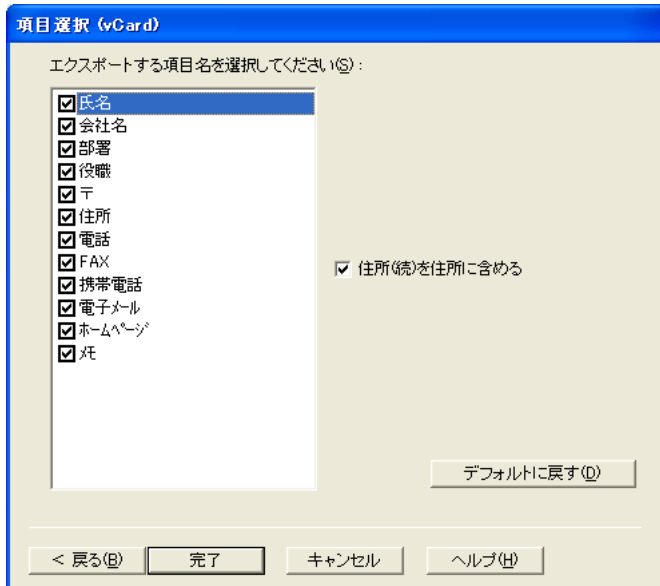 項目選択 (vCard)
エクスポートする項目名を選択してください(S):
氏名
会社名
部署
役職
〒
住所
電話
FAX
携帯電話
電子ﾒｰﾙ
ﾎｰﾑﾍﾟｰｼﾞ
ﾒﾓ
住所(続)を住所に含める
デフォルトに戻す(D)
< 戻る(B)
完了
キャンセル
ヘルプ(H)